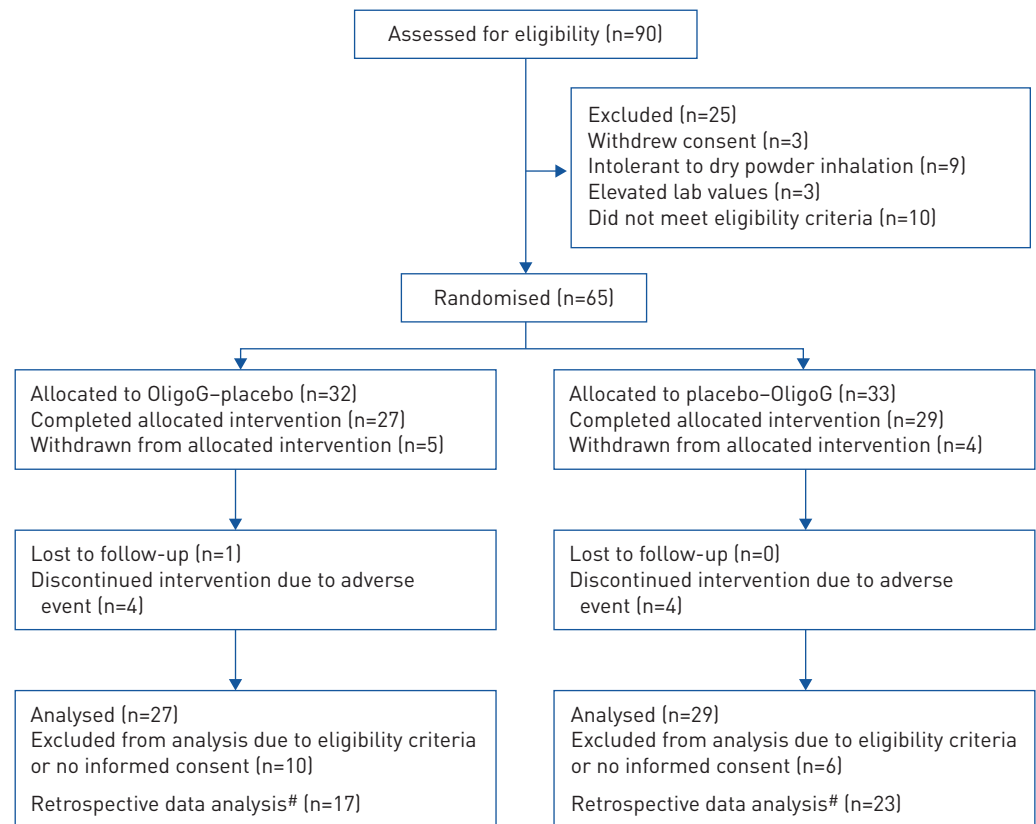 Assessed for eligibility (n=90)
Excluded (n=25)
Withdrew consent (n=3)
Intolerant to dry powder inhalation (n=9)
Elevated lab values (n=3)
Did not meet eligibility criteria (n=10)
Randomised (n=65)
Allocated to OligoG–placebo (n=32)
Completed allocated intervention (n=27)
Withdrawn from allocated intervention (n=5)
Allocated to placebo–OligoG (n=33)
Completed allocated intervention (n=29)
Withdrawn from allocated intervention (n=4)
Lost to follow-up (n=1)
Discontinued intervention due to adverse
event (n=4)
Lost to follow-up (n=0)
Discontinued intervention due to adverse
event (n=4)
Analysed (n=27)
Excluded from analysis due to eligibility criteria
or no informed consent (n=10)
Retrospective data analysis# (n=17)
Analysed (n=29)
Excluded from analysis due to eligibility criteria
or no informed consent (n=6)
Retrospective data analysis# (n=23)